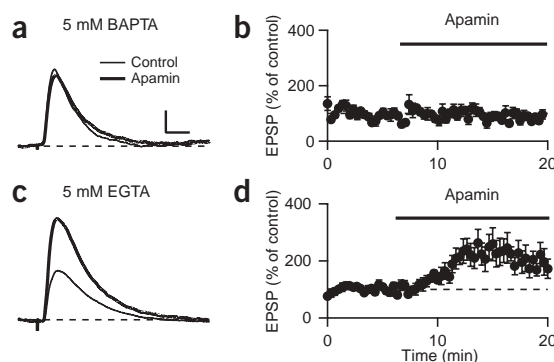 a
5 mM BAPTA
Control
Apamin
b
Apamin
EPSP (% of control)
400
200
0
0
10
20
c
5 mM EGTA
d
Apamin
EPSP (% of control)
400
200
0
0
10
20
Time (min)